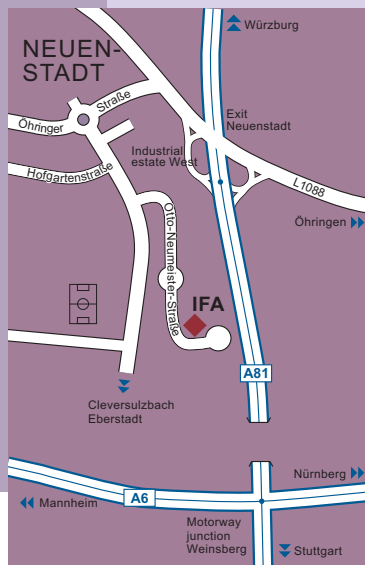 Würzburg
NEUEN-
STADT
Straße
Exit
Neuenstadt
Öhringer
Industrial
estate West
Hofgartenstraße
L1088
Öhringen
Otto-Neumeister-Straße
IFA
A81
Cleversulzbach
Eberstadt
Nürnberg
A6
Mannheim
Motorway
junction
Weinsberg
Stuttgart